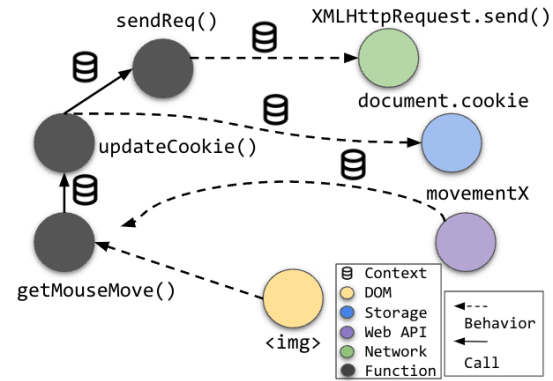 sendReq()
XMLHttpRequest.send()
document.cookie
updateCookie()
movementX
getMouseMove()
<img>
Context
DOM
Storage
Web API
Network
Function
Behavior
Call